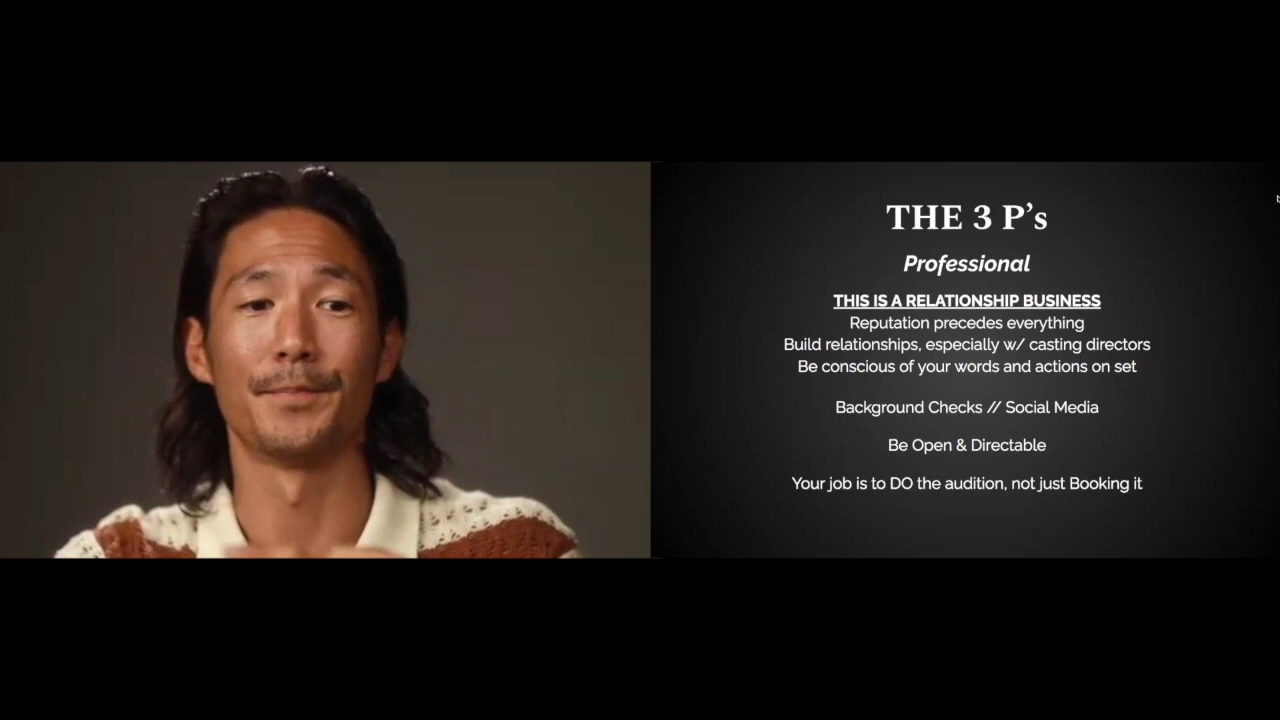 THE 3 P’s
Professional
THIS IS A RELATIONSHIP BUSINESS
Reputation precedes everything
Build relationships, especially w/ casting directors
Be conscious of your words and actions on set
Background Checks // Social Media
Be Open & Directable
Your job is to DO the audition, not just Booking it